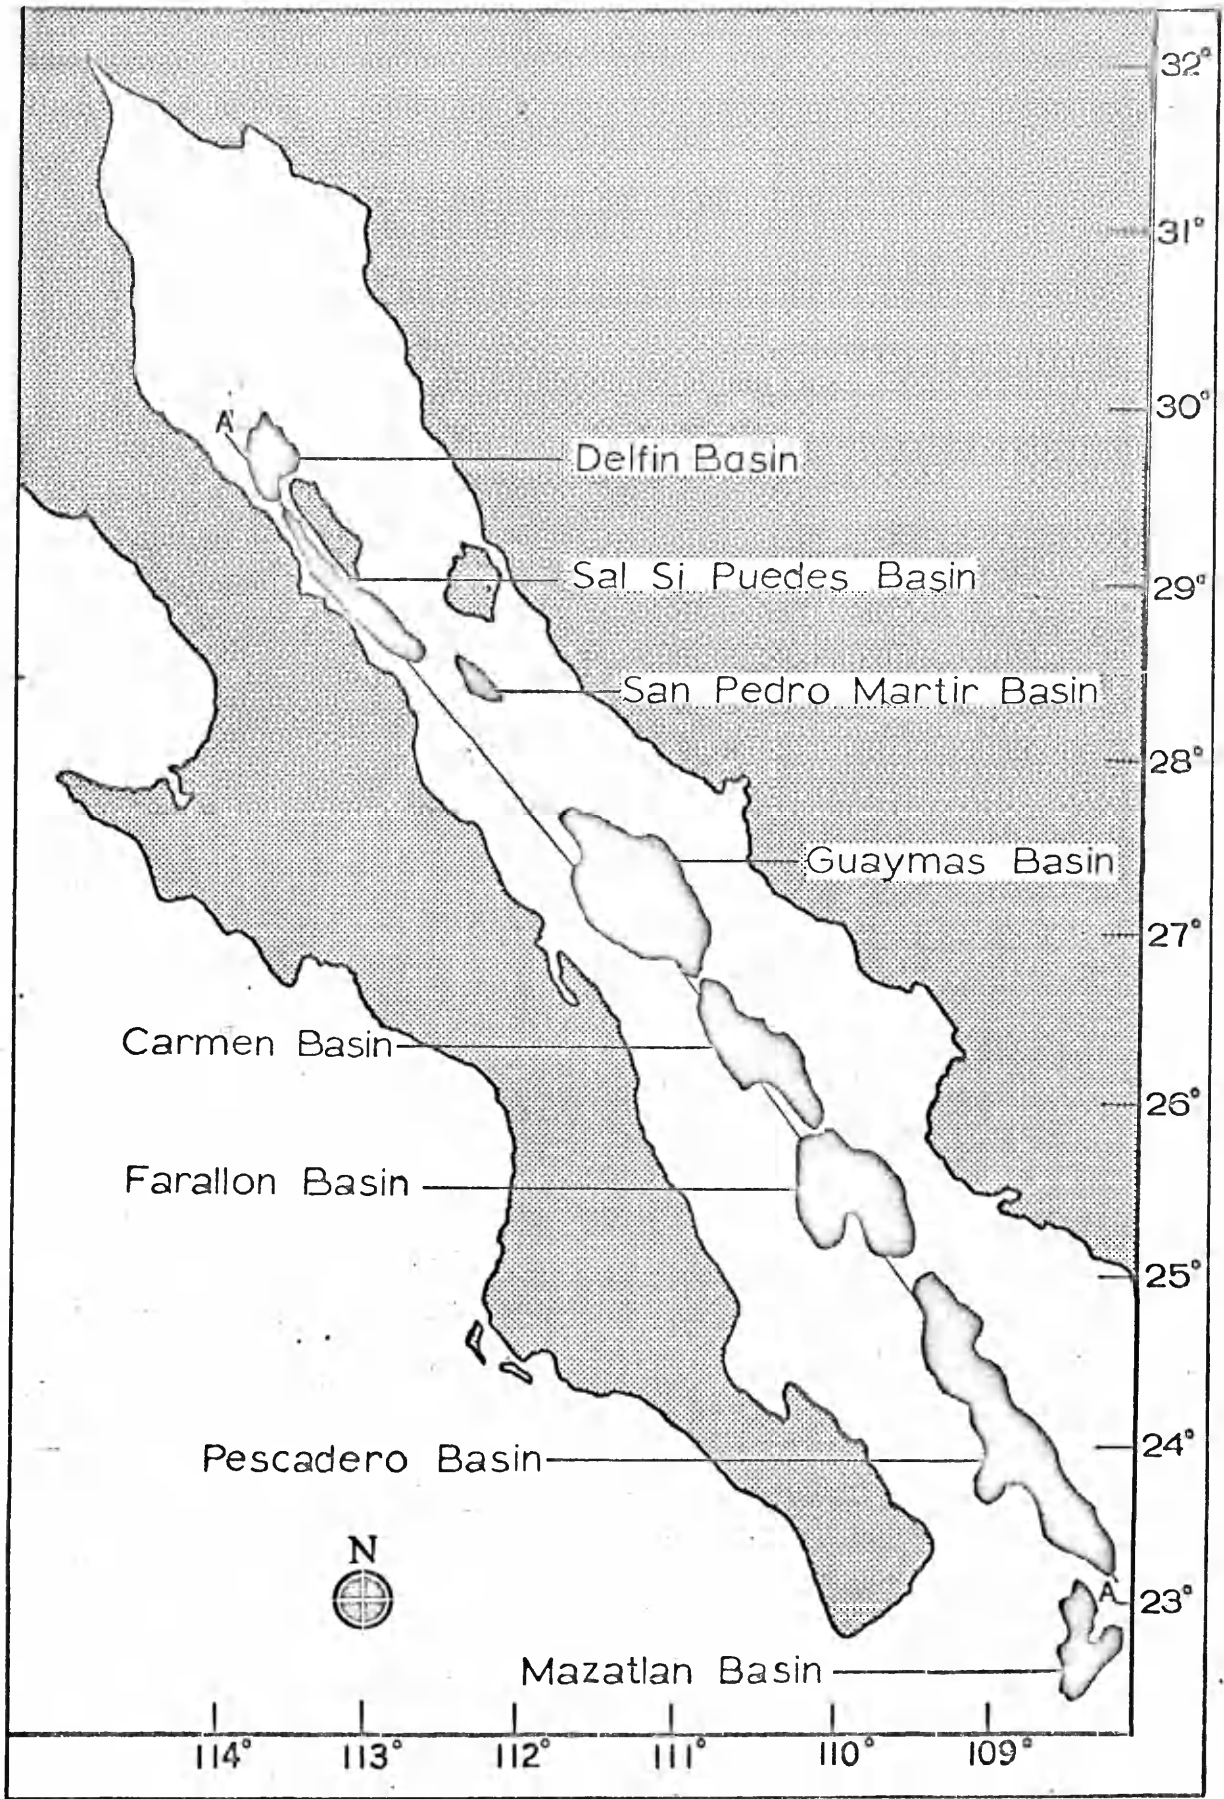 32°
31°
30°
A'
Delfin Basin
Sal Si Puedes Basin
29°
San Pedro Martir Basin
28°
Guaymas Basin
27°
Carmen Basin
26°
Farallon Basin
25°
24°
Pescadero Basin
N
A
23°
Mazatlan Basin
114° 113° 112° 111° 110° 109°